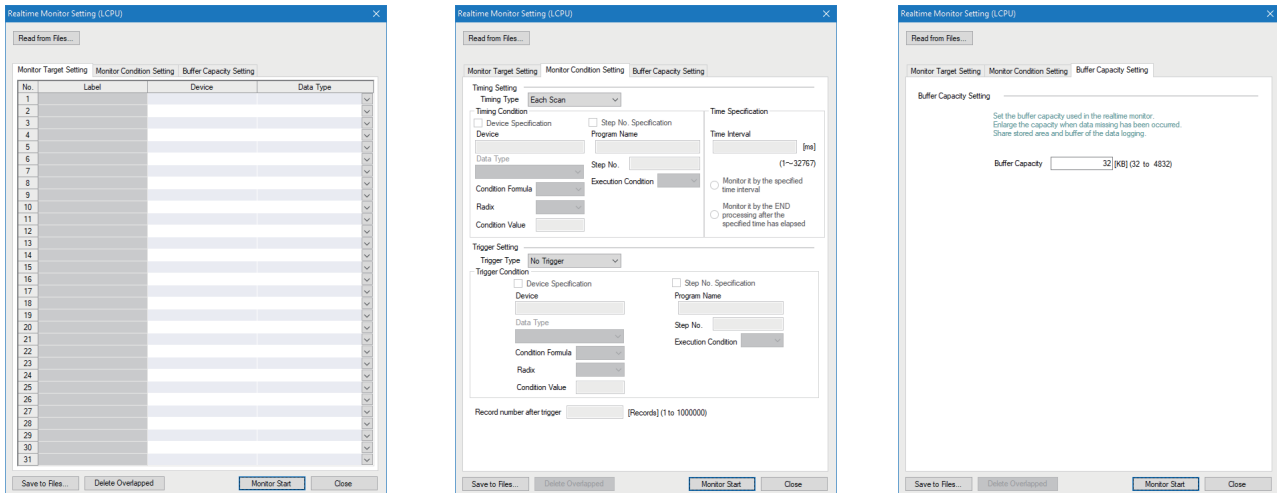 Realtime Monitor Setting (LCPU)
Read from Files...
Monitor Target Setting Monitor Condition Setting Buffer Capacity Setting
No. Label Device Data Type
1
2
3
4
5
6
7
8
9
10
11
12
13
14
15
16
17
18
19
20
21
22
23
24
25
26
27
28
29
30
31
Save to Files... Delete Overlapped Monitor Start Close
Realtime Monitor Setting (LCPU)
Read from Files...
Monitor Target Setting Monitor Condition Setting Buffer Capacity Setting
Timing Setting
Timing Type Each Scan
Timing Condition
Device Specification Step No. Specification
Device Program Name
Data Type
Step No.
Condition Formula Execution Condition
Radix
Condition Value
Time Specification
Time Interval
[ms]
(1～32767)
Monitor it by the specified
time interval
Monitor it by the END
processing after the
specified time has elapsed
Trigger Setting
Trigger Type No Trigger
Trigger Condition
Device Specification Step No. Specification
Device Program Name
Data Type Step No.
Execution Condition
Condition Formula
Radix
Condition Value
Record number after trigger [Records] (1 to 1000000)
Save to Files... Delete Overlapped Monitor Start Close
Realtime Monitor Setting (LCPU)
Read from Files...
Monitor Target Setting Monitor Condition Setting Buffer Capacity Setting
Buffer Capacity Setting
Set the buffer capacity used in the realtime monitor.
Enlarge the capacity when data missing has been occurred.
Share stored area and buffer of the data logging.
Buffer Capacity 32 [KB] (32 to 4832)
Save to Files... Delete Overlapped Monitor Start Close